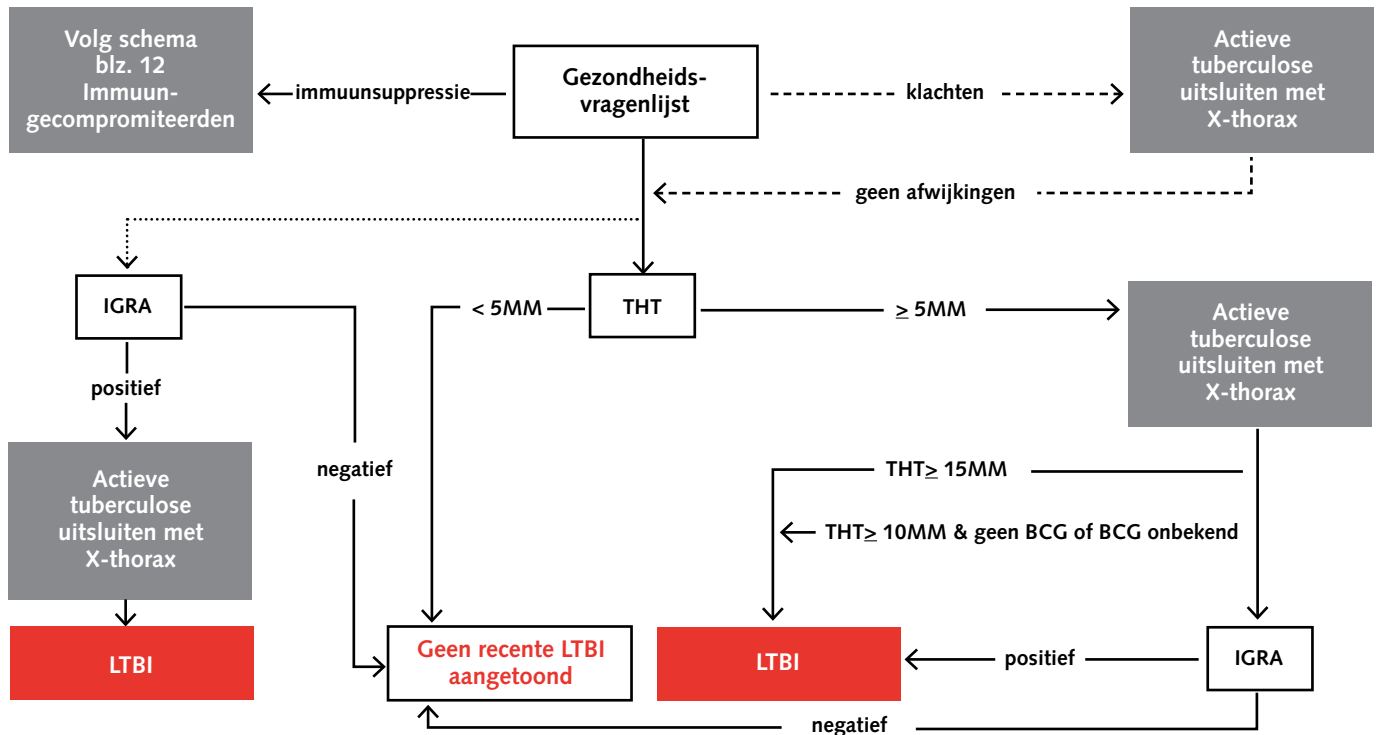 Volg schema
blz. 12
Immuun-
gecompromiteerden
immuunsuppressie
Gezondheids-
vragenlijst
klachten
Actieve
tuberculose
uitsluiten met
X-thorax
geen afwijkingen
IGRA
< 5MM
THT
≥ 5MM
Actieve
tuberculose
uitsluiten met
X-thorax
positief
negatief
Actieve
tuberculose
uitsluiten met
X-thorax
THT≥ 15MM
THT≥ 10MM & geen BCG of BCG onbekend
LTBI
Geen recente LTBI
aangetoond
LTBI
positief
IGRA
negatief